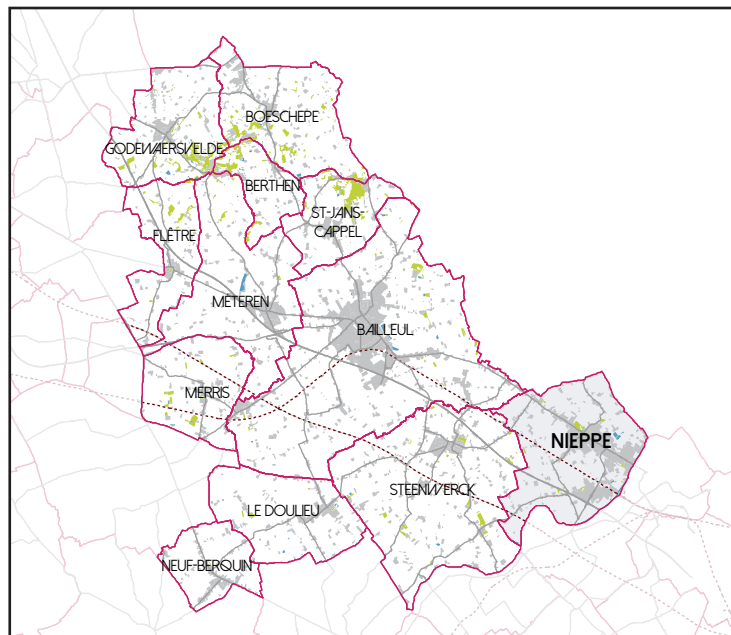 BOESCHEPE
GODEWAERSVELDE
BERTHEN
ST-JANS-
CAPPEL
FLÊTRE
METEREN
BAILLEUL
MERRIS
NIEPPE
STEENWERCK
LE DOULIEU
NEUF-BERQUIN